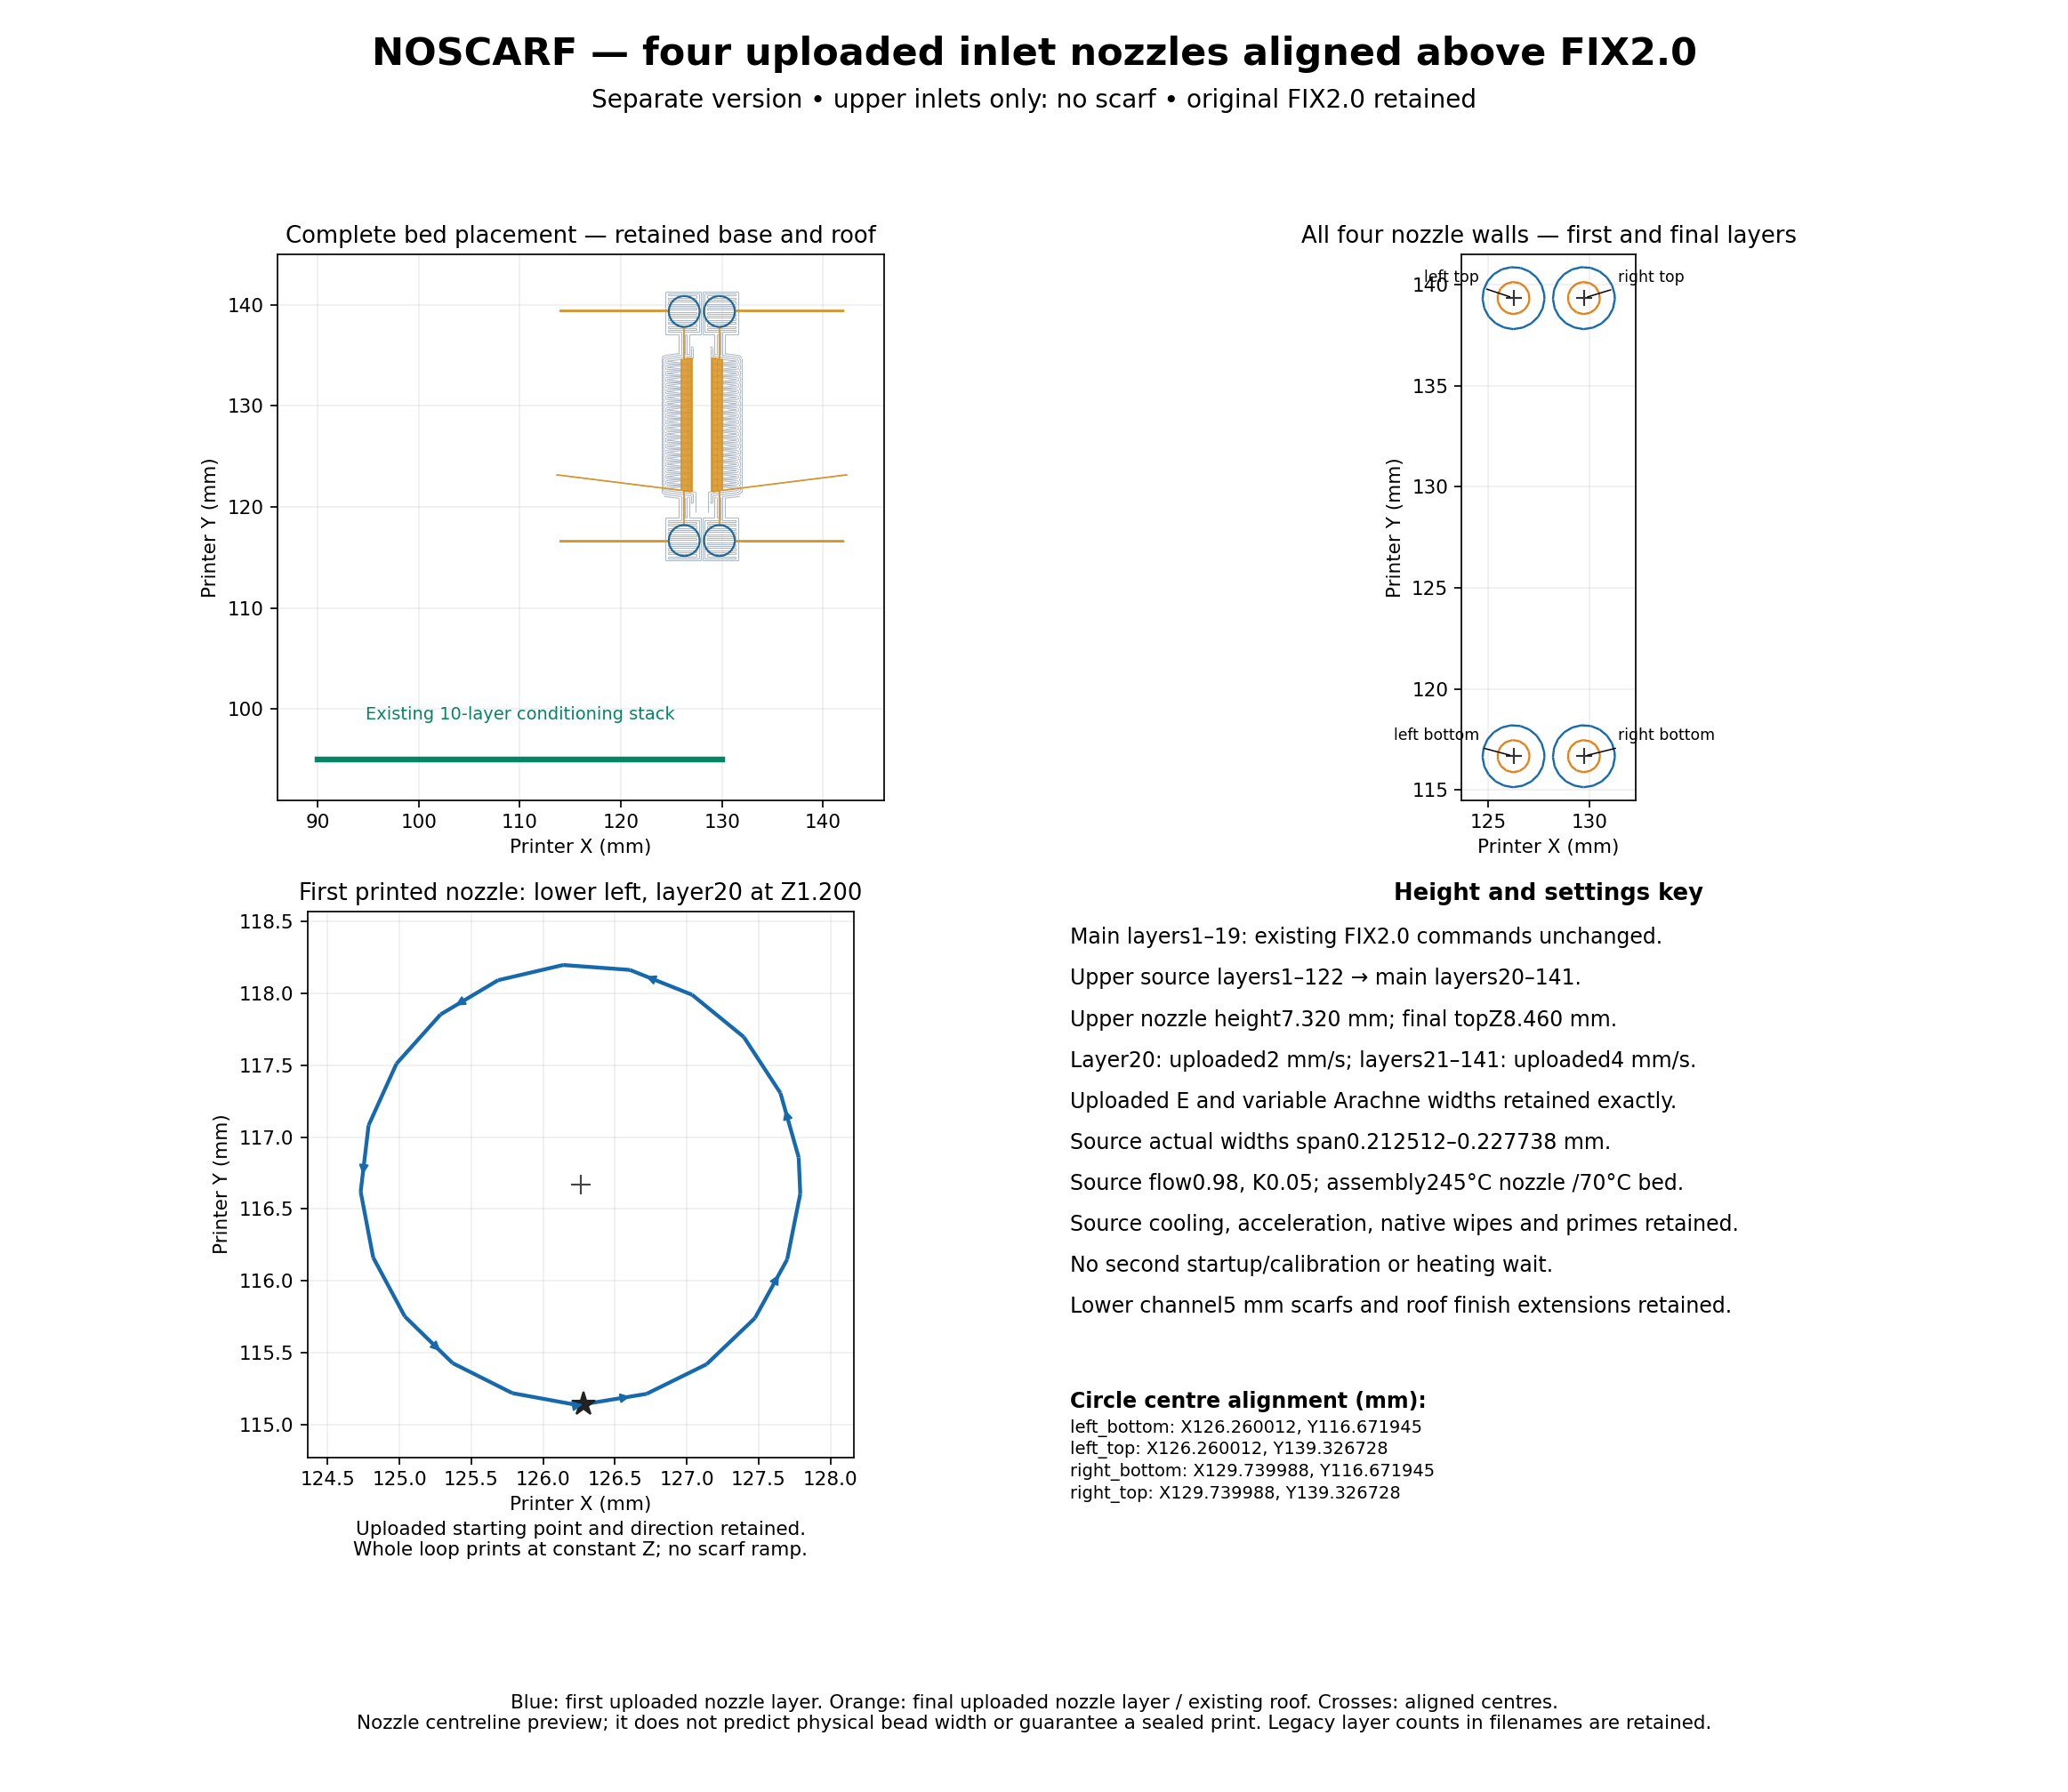 NOSCARF — four uploaded inlet nozzles aligned above FIX2.0
Separate version • upper inlets only: no scarf • original FIX2.0 retained
Complete bed placement — retained base and roof
Printer Y (mm)
140
130
120
110
100
Existing 10-layer conditioning stack
90 100 110 120 130 140
Printer X (mm)
All four nozzle walls — first and final layers
Printer Y (mm)
140
135
130
125
120
115
left top
right top
left bottom
right bottom
125 130
Printer X (mm)
First printed nozzle: lower left, layer20 at Z1.200
Printer Y (mm)
118.5
118.0
117.5
117.0
116.5
116.0
115.5
115.0
124.5 125.0 125.5 126.0 126.5 127.0 127.5 128.0
Printer X (mm)
Uploaded starting point and direction retained.
Whole loop prints at constant Z; no scarf ramp.
Height and settings key
Main layers1–19: existing FIX2.0 commands unchanged.
Upper source layers1–122 → main layers20–141.
Upper nozzle height7.320 mm; final topZ8.460 mm.
Layer20: uploaded2 mm/s; layers21–141: uploaded4 mm/s.
Uploaded E and variable Arachne widths retained exactly.
Source actual widths span0.212512–0.227738 mm.
Source flow0.98, K0.05; assembly245°C nozzle /70°C bed.
Source cooling, acceleration, native wipes and primes retained.
No second startup/calibration or heating wait.
Lower channel5 mm scarfs and roof finish extensions retained.
Circle centre alignment (mm):
left_bottom: X126.260012, Y116.671945
left_top: X126.260012, Y139.326728
right_bottom: X129.739988, Y116.671945
right_top: X129.739988, Y139.326728
Blue: first uploaded nozzle layer. Orange: final uploaded nozzle layer / existing roof. Crosses: aligned centres.
Nozzle centreline preview; it does not predict physical bead width or guarantee a sealed print. Legacy layer counts in filenames are retained.